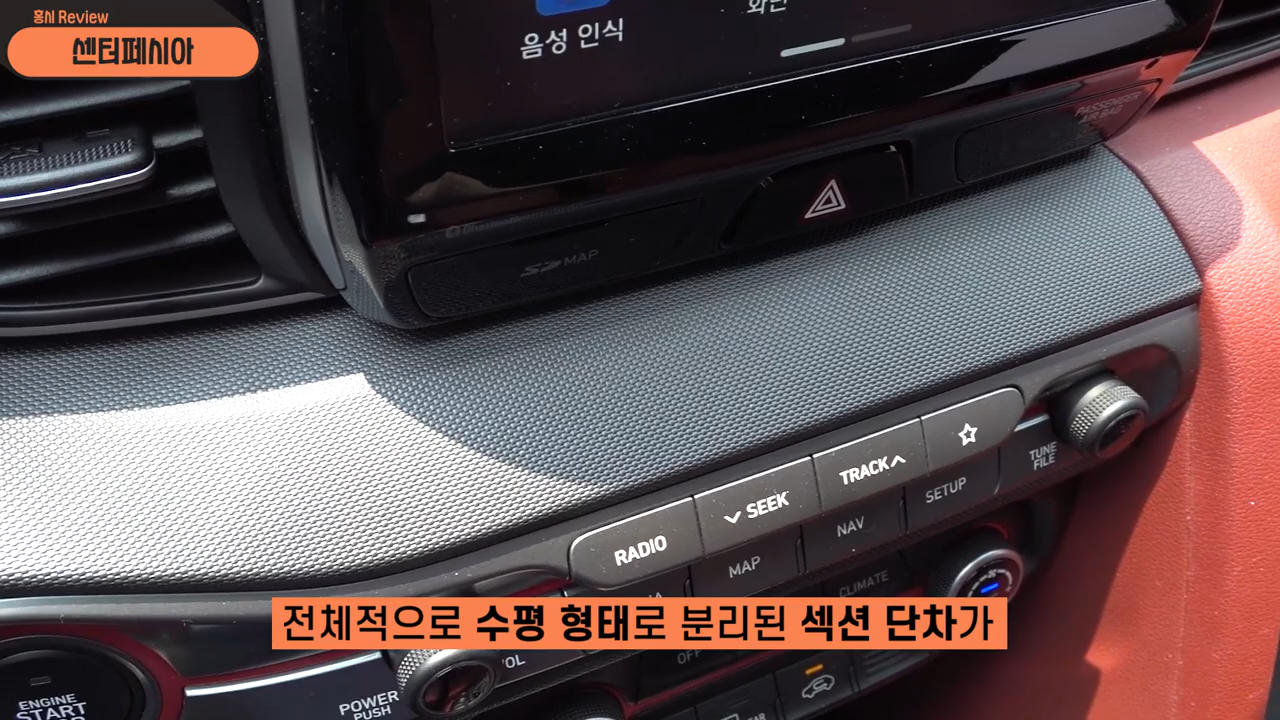 홍시 Review
센터페시아
음성 인식
화면
PASSENGER
AIR BAG
SD MAP
TRACK
SEEK
RADIO
TUNE
FILE
SETUP
NAV
MAP
CLIMATE
전체적으로 수평 형태로 분리된 섹션 단차가
OFF
POWER
PUSH
ENGINE
START